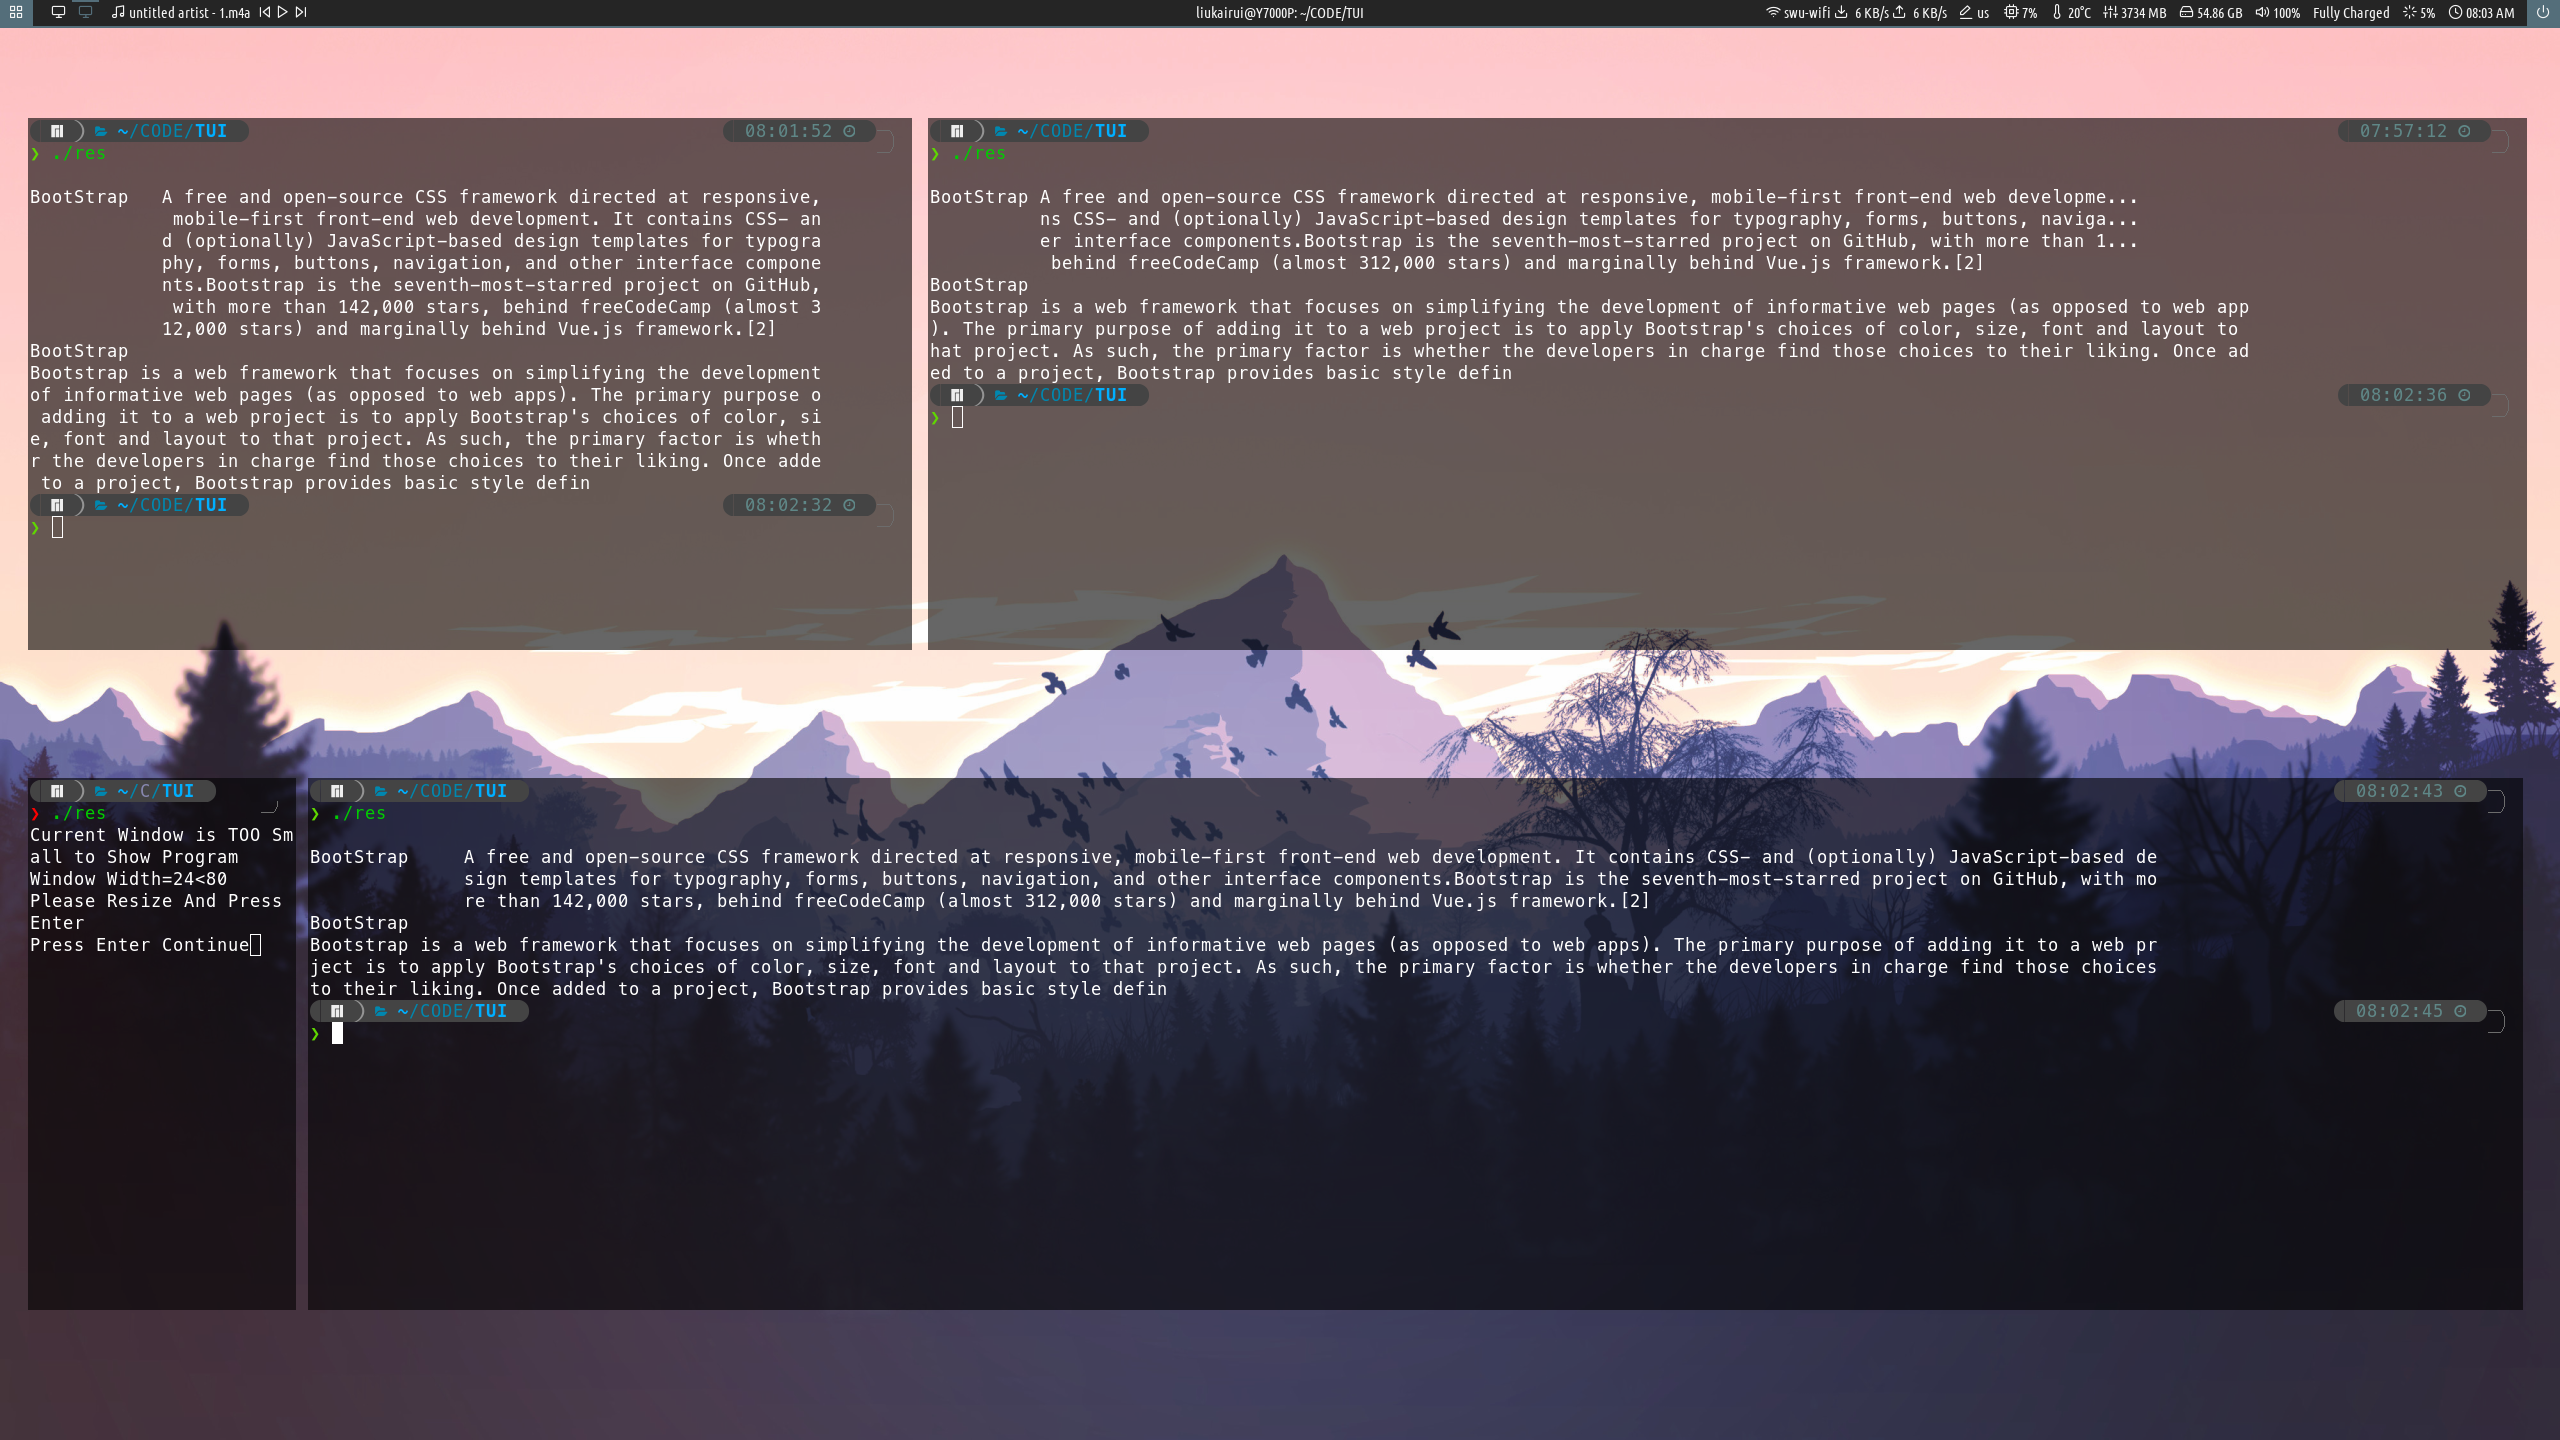 untitled artist - 1.m4a
liukairui@Y7000P: ~/CODE/TUI
swu-wifi 6 KB/s 6 KB/s us 7% 20°C 3734 MB 54.86 GB 100% Fully Charged 5% 08:03 AM
~/CODE/TUI 08:01:52
❯ ./res
BootStrap A free and open-source CSS framework directed at responsive,
mobile-first front-end web development. It contains CSS- an
d (optionally) JavaScript-based design templates for typogra
phy, forms, buttons, navigation, and other interface compone
nts.Bootstrap is the seventh-most-starred project on GitHub,
with more than 142,000 stars, behind freeCodeCamp (almost 3
12,000 stars) and marginally behind Vue.js framework.[2]
BootStrap
Bootstrap is a web framework that focuses on simplifying the development
of informative web pages (as opposed to web apps). The primary purpose o
adding it to a web project is to apply Bootstrap's choices of color, si
e, font and layout to that project. As such, the primary factor is wheth
r the developers in charge find those choices to their liking. Once adde
to a project, Bootstrap provides basic style defin
~/CODE/TUI 08:02:32
❯
~/CODE/TUI 07:57:12
❯ ./res
BootStrap A free and open-source CSS framework directed at responsive, mobile-first front-end web developme...
ns CSS- and (optionally) JavaScript-based design templates for typography, forms, buttons, naviga...
er interface components.Bootstrap is the seventh-most-starred project on GitHub, with more than 1...
behind freeCodeCamp (almost 312,000 stars) and marginally behind Vue.js framework.[2]
BootStrap
Bootstrap is a web framework that focuses on simplifying the development of informative web pages (as opposed to web app
). The primary purpose of adding it to a web project is to apply Bootstrap's choices of color, size, font and layout to
hat project. As such, the primary factor is whether the developers in charge find those choices to their liking. Once ad
ed to a project, Bootstrap provides basic style defin
~/CODE/TUI 08:02:36
❯
~/C/TUI
❯ ./res
Current Window is TOO Sm
all to Show Program
Window Width=24<80
Please Resize And Press
Enter
Press Enter Continue
~/CODE/TUI 08:02:43
❯ ./res
BootStrap A free and open-source CSS framework directed at responsive, mobile-first front-end web development. It contains CSS- and (optionally) JavaScript-based de
sign templates for typography, forms, buttons, navigation, and other interface components.Bootstrap is the seventh-most-starred project on GitHub, with mo
re than 142,000 stars, behind freeCodeCamp (almost 312,000 stars) and marginally behind Vue.js framework.[2]
BootStrap
Bootstrap is a web framework that focuses on simplifying the development of informative web pages (as opposed to web apps). The primary purpose of adding it to a web pr
ject is to apply Bootstrap's choices of color, size, font and layout to that project. As such, the primary factor is whether the developers in charge find those choices
to their liking. Once added to a project, Bootstrap provides basic style defin
~/CODE/TUI 08:02:45
❯